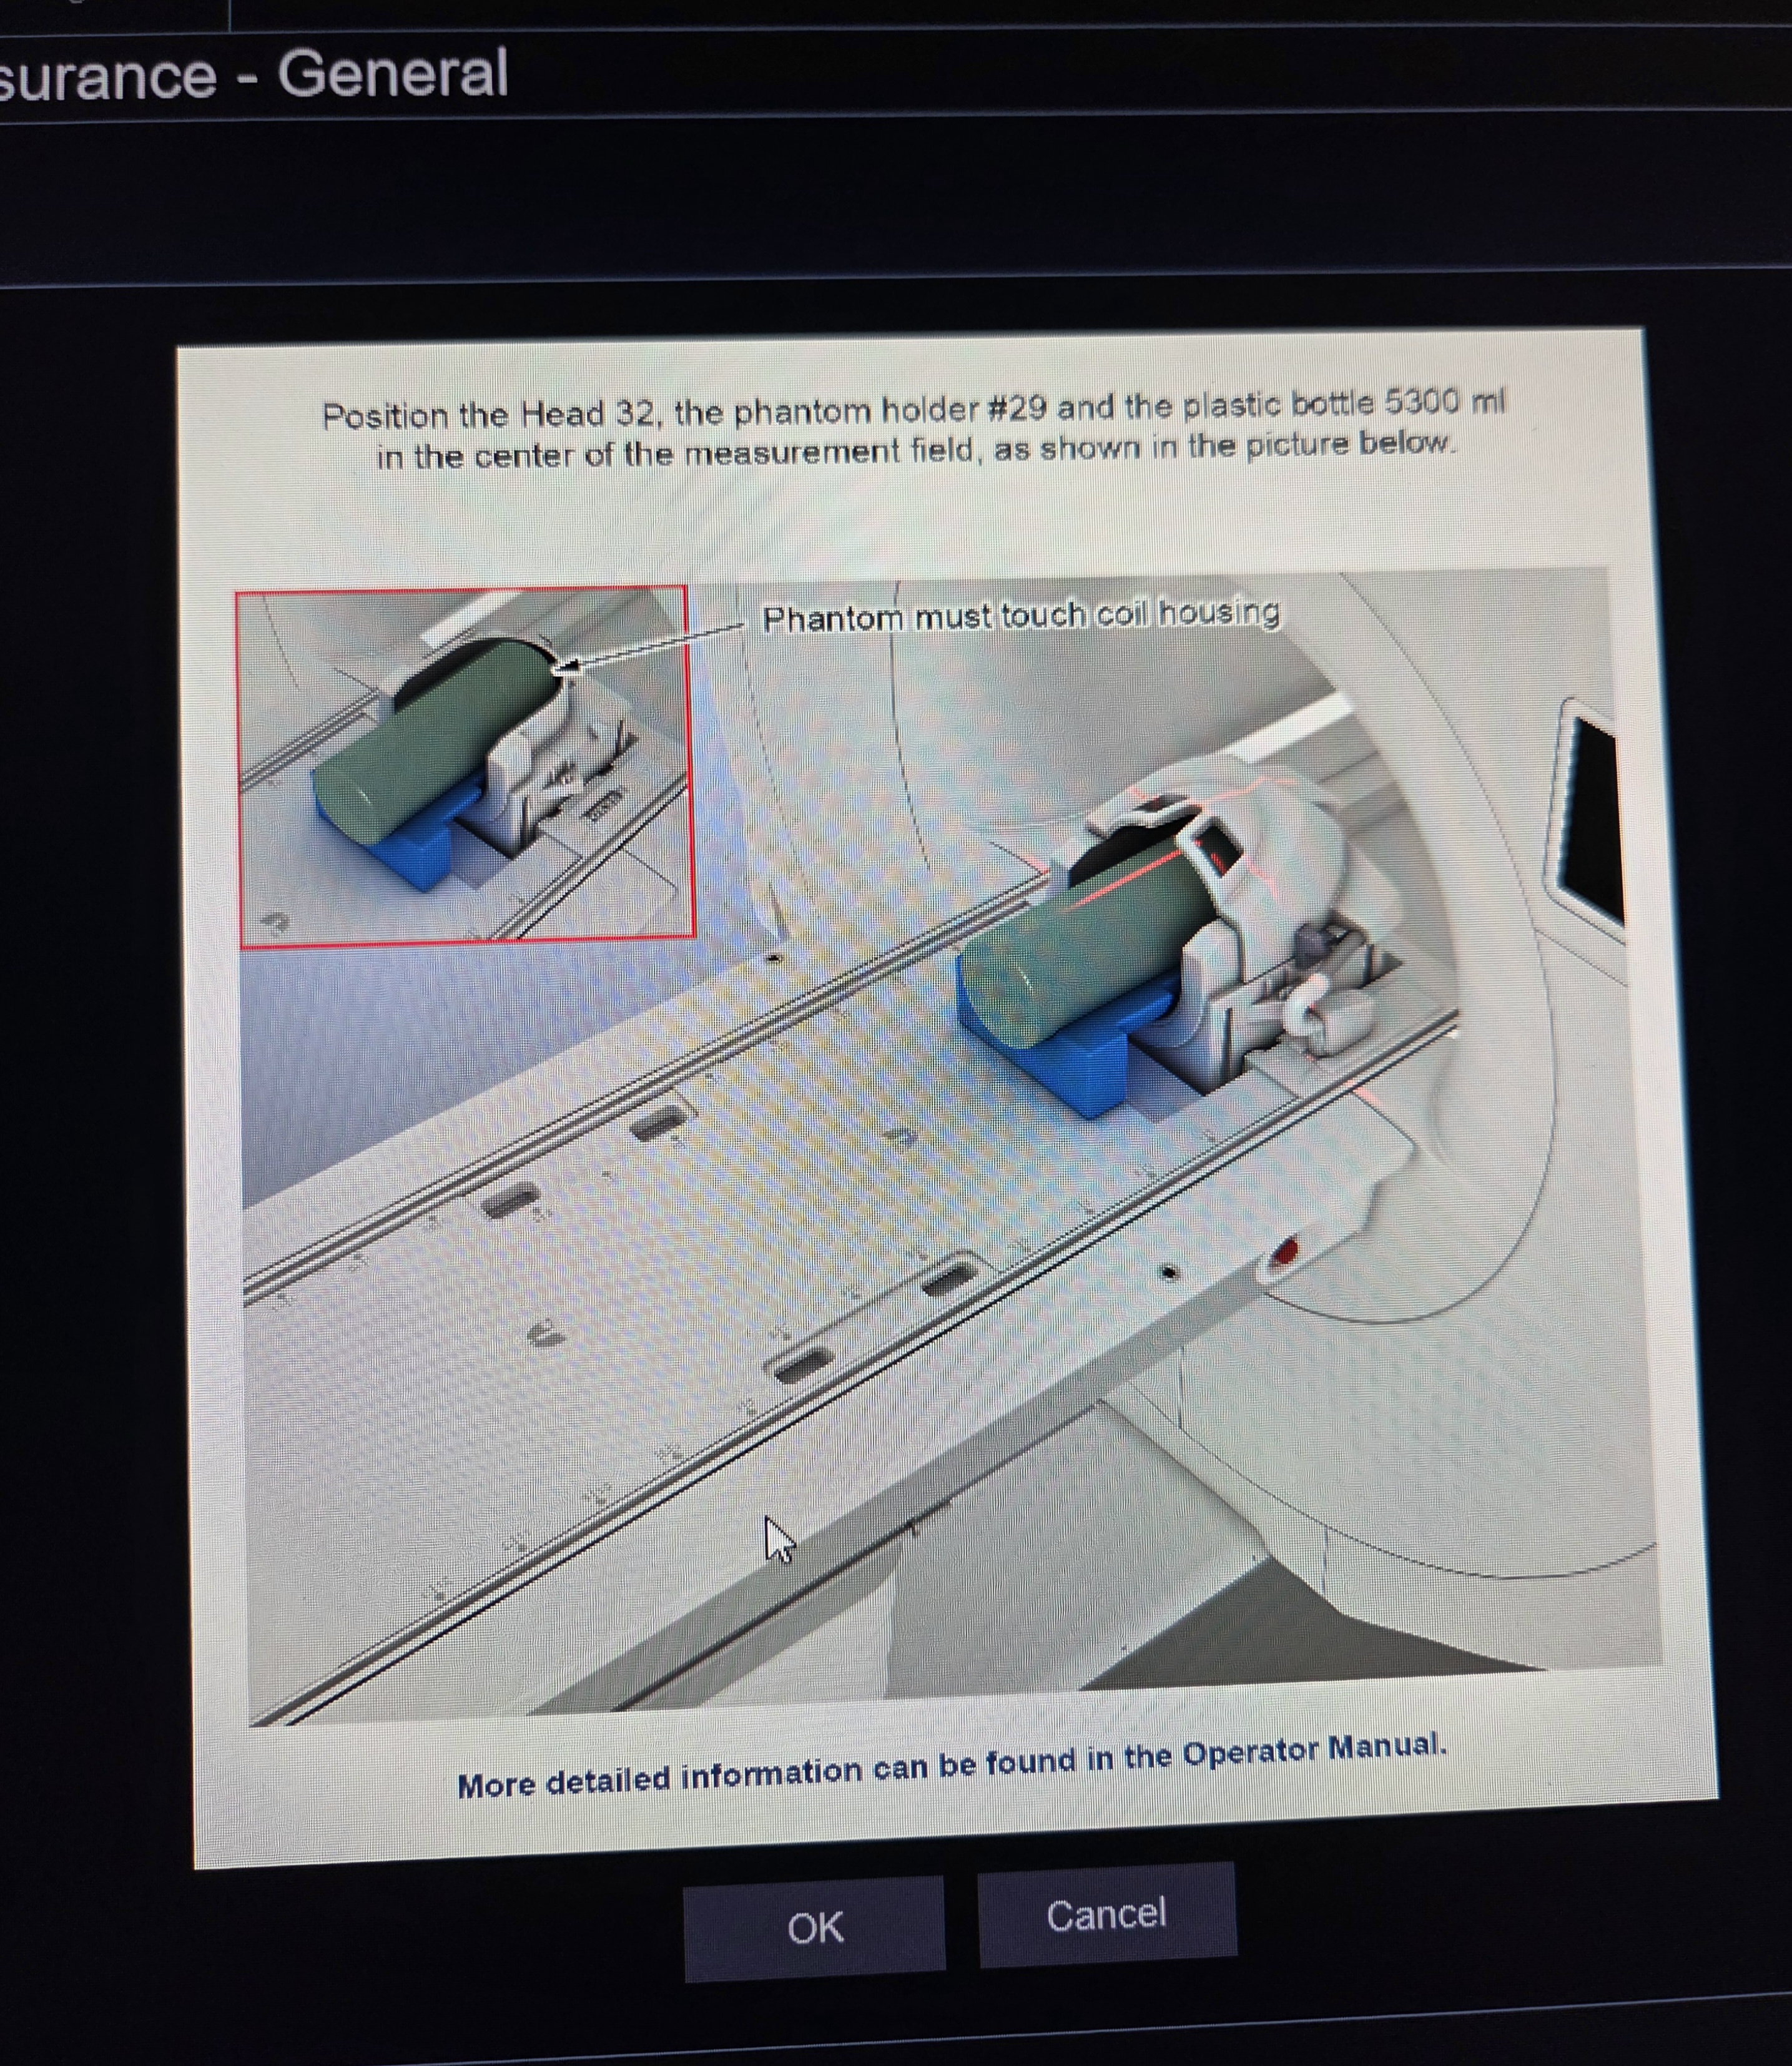 surance - General
Position the Head 32, the phantom holder #29 and the plastic bottle 5300 ml
in the center of the measurement field, as shown in the picture below.
Phantom must touch coil housing
More detailed information can be found in the Operator Manual.
OK
Cancel